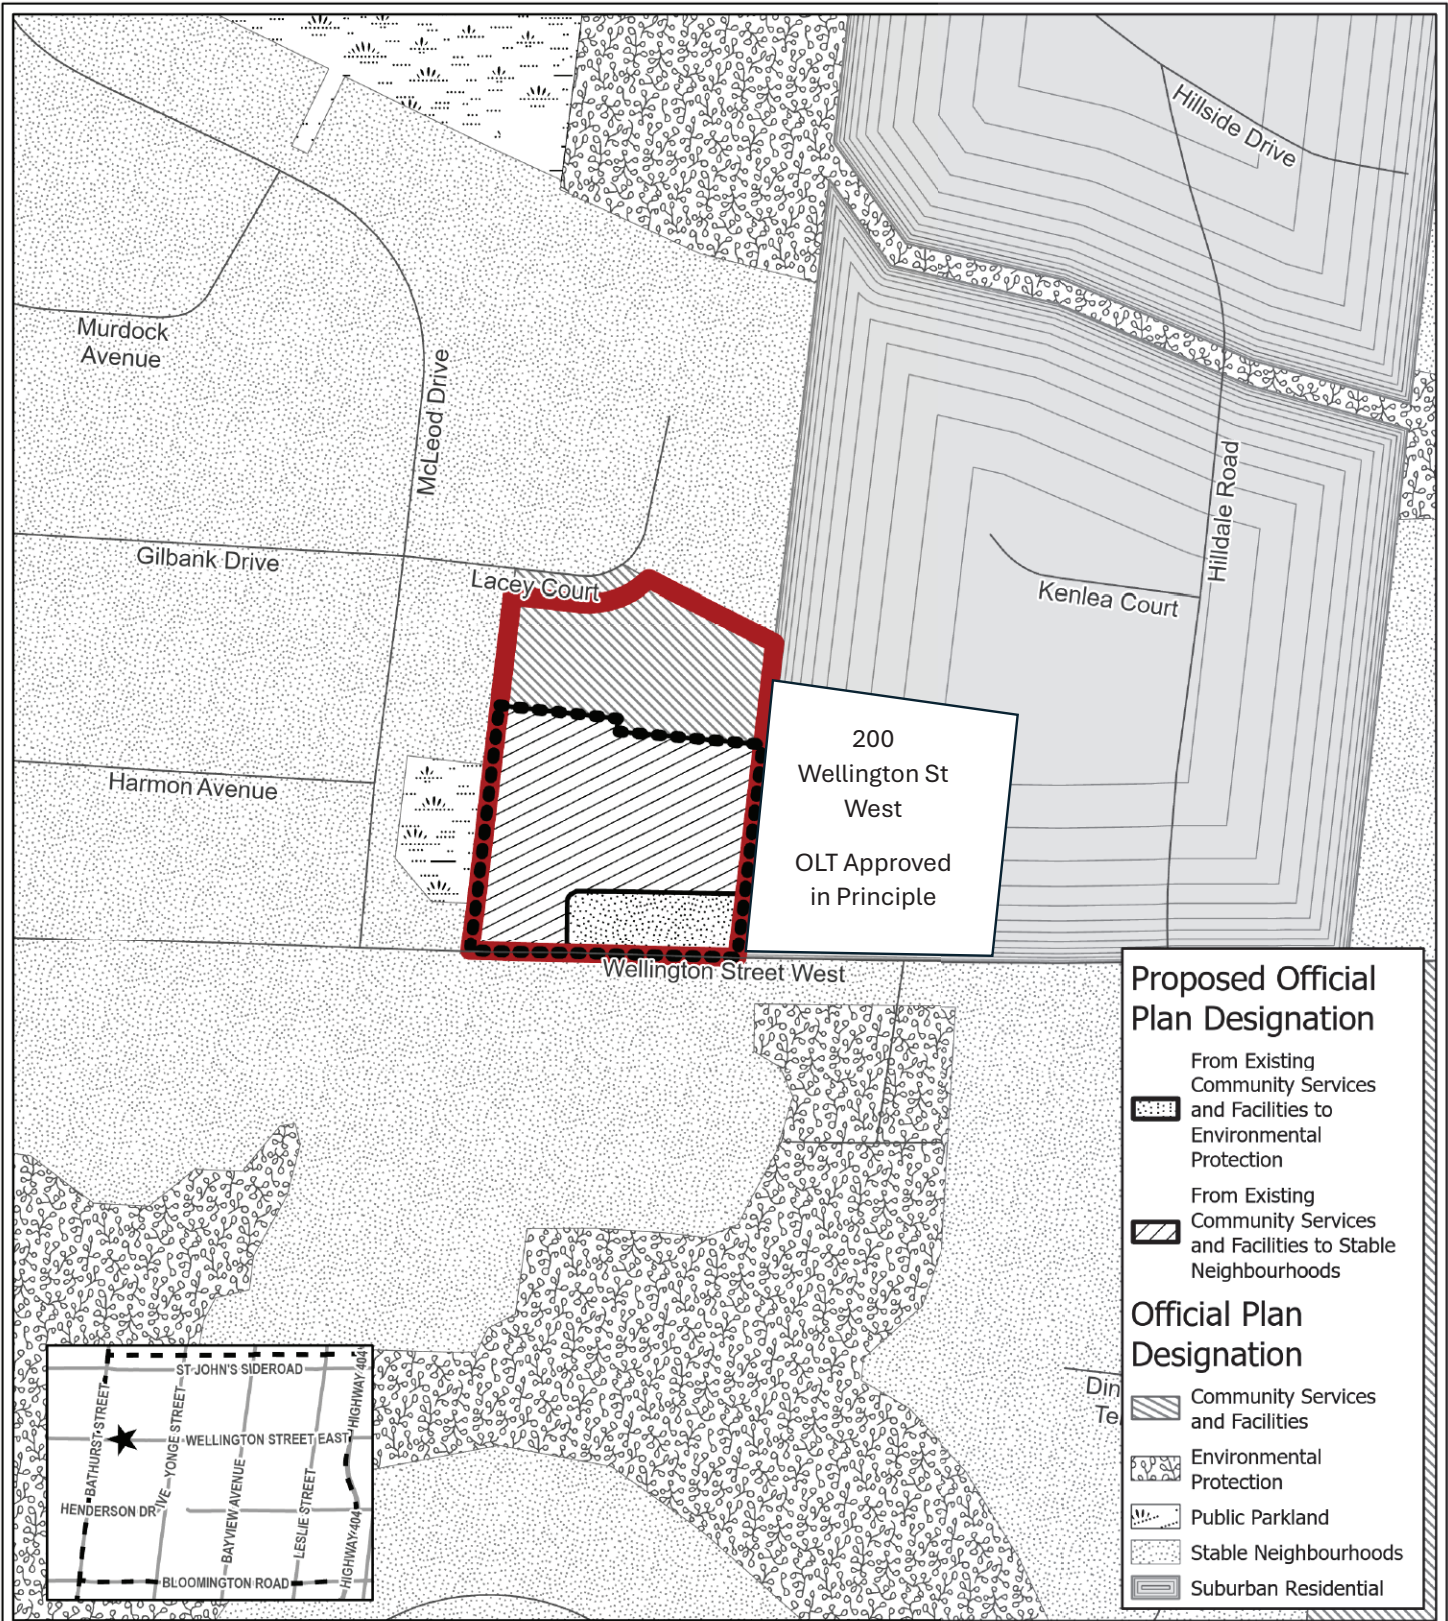 Hillside Drive
Murdock
Avenue
McLeod Drive
Hilldale Road
Gilbank Drive
Lacey Court
Kenlea Court
200
Wellington St
West
OLT Approved
in Principle
Harmon Avenue
Wellington Street West
Proposed Official
Plan Designation
From Existing
Community Services
and Facilities to
Environmental
Protection
From Existing
Community Services
and Facilities to Stable
Neighbourhoods
Official Plan
Designation
Community Services
and Facilities
Environmental
Protection
Public Parkland
Stable Neighbourhoods
Suburban Residential
ST JOHN'S SIDEROAD
BATHURST STREET
YONGE STREET
HIGHWAY 404
WELLINGTON STREET EAST
HENDERSON DRIVE
BAYVIEW AVENUE
LESLIE STREET
HIGHWAY 404
BLOOMINGTON ROAD